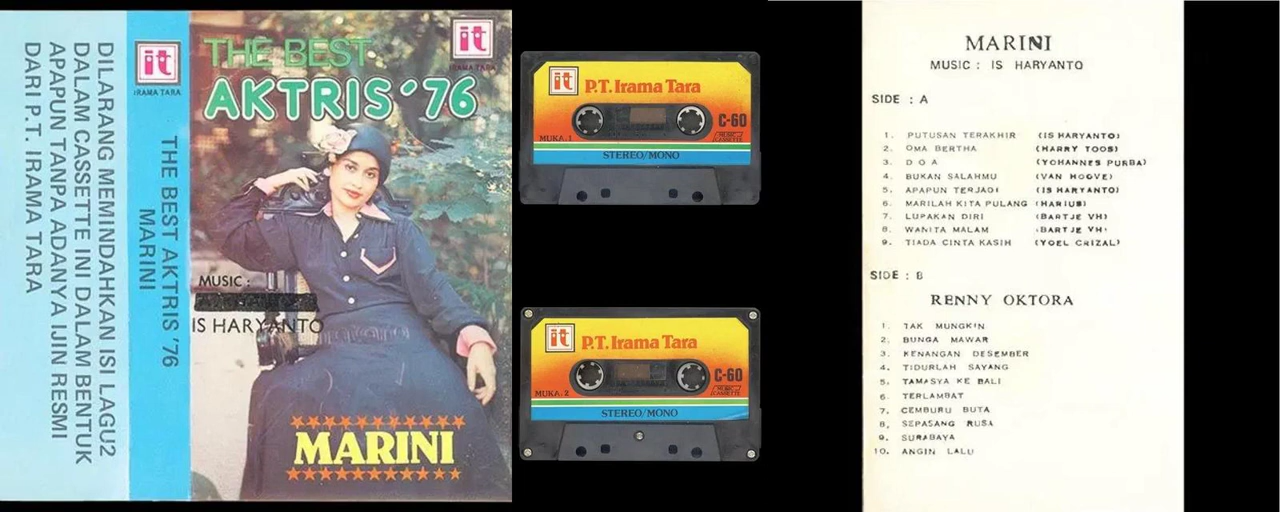 DILARANG MEMINDAHKAN ISI LAGU2
DALAM CASSETTE INI DALAM BENTUK
APAPUN TANPA ADANYA IJIN RESMI
DARI P.T. IRAMA TARA
it
IRAMA TARA
THE BEST AKTRIS '76
MARINI
THE BEST
AKTRIS '76
it
IRAMA TARA
MUSIC :
IS HARYANTO
MARINI
it
P.T. Irama Tara
C-60
MUKA. 1
MUSIC
CASSETTE
STEREO/MONO
it
P.T. Irama Tara
C-60
MUKA. 2
MUSIC
CASSETTE
STEREO/MONO
MARINI
MUSIC : IS HARYANTO
SIDE : A
1. PUTUSAN TERAKHIR (IS HARYANTO)
2. OMA BERTHA (HARRY TOOS)
3. D O A (YOHANNES PURBA)
4. BUKAN SALAHMU (VAN HOOVE)
5. APAPUN TERJADI (IS HARYANTO)
6. MARILAH KITA PULANG (HARIUS)
7. LUPAKAN DIRI (BARTJE VH)
8. WANITA MALAM (BARTJE VH)
9. TIADA CINTA KASIH (YOEL CRIZAL)
SIDE : B
RENNY OKTORA
1. TAK MUNGKIN
2. BUNGA MAWAR
3. KENANGAN DESEMBER
4. TIDURLAH SAYANG
5. TAMASYA KE BALI
6. TERLAMBAT
7. CEMBURU BUTA
8. SEPASANG RUSA
9. SURABAYA
10. ANGIN LALU